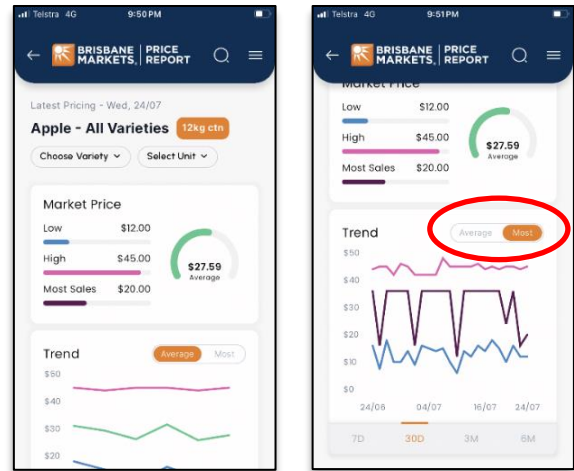 Telstra 4G 9:50 PM
BRISBANE MARKETS, PRICE REPORT
Latest Pricing - Wed, 24/07
Apple - All Varieties 12kg ctn
Choose Variety Select Unit
Market Price
Low $12.00
High $45.00
Most Sales $20.00
$27.59
Average
Trend Average Most
$50
$40
$30
$20
Telstra 4G 9:51 PM
BRISBANE MARKETS, PRICE REPORT
Market Price
Low $12.00
High $45.00
Most Sales $20.00
$27.59
Average
Trend Average Most
$50
$40
$30
$20
$10
$0
24/06 04/07 16/07 24/07
7D 30D 3M 6M